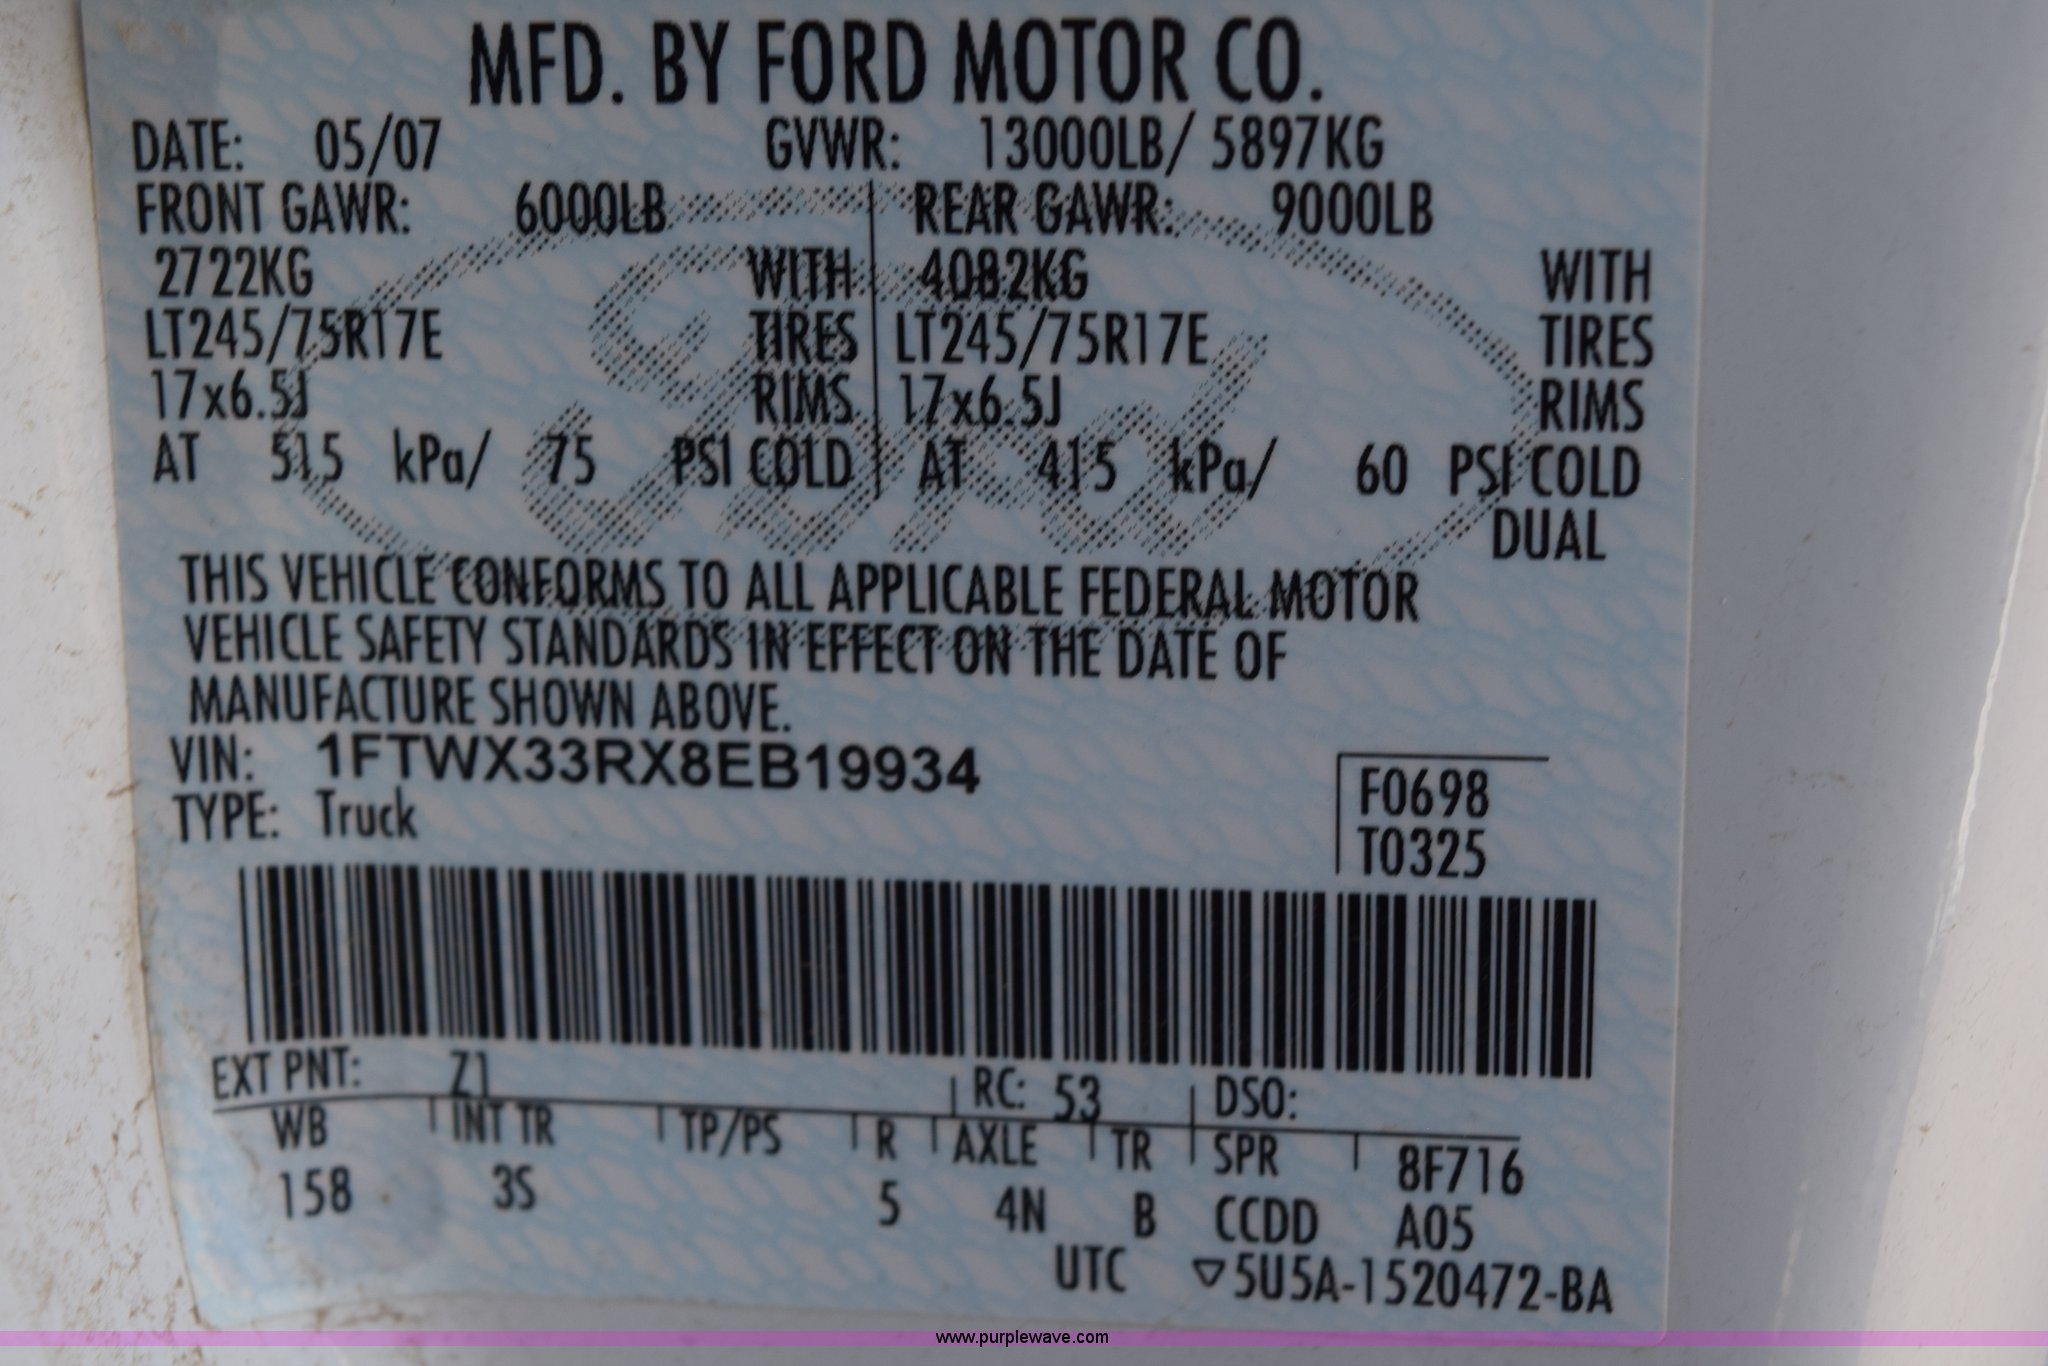 MFD. BY FORD MOTOR CO.
DATE: 05/07 GVWR: 13000LB/ 5897KG
FRONT GAWR: 6000LB REAR GAWR: 9000LB
2722KG WITH 4082KG WITH
LT245/75R17E TIRES LT245/75R17E TIRES
17x6.5J RIMS 17x6.5J RIMS
AT 515 kPa/ 75 PSI COLD AT 415 kPa/ 60 PSI COLD
DUAL
Ford
THIS VEHICLE CONFORMS TO ALL APPLICABLE FEDERAL MOTOR
VEHICLE SAFETY STANDARDS IN EFFECT ON THE DATE OF
MANUFACTURE SHOWN ABOVE.
VIN: 1FTWX33RX8EB19934
TYPE: Truck
F0698
T0325
EXT PNT: Z1 RC: 53 DSO:
WB INT TR TP/PS R AXLE TR SPR 8F716
158 3S 5 4N B CCDD A05
UTC ▽5U5A-1520472-BA
www.purplewave.com